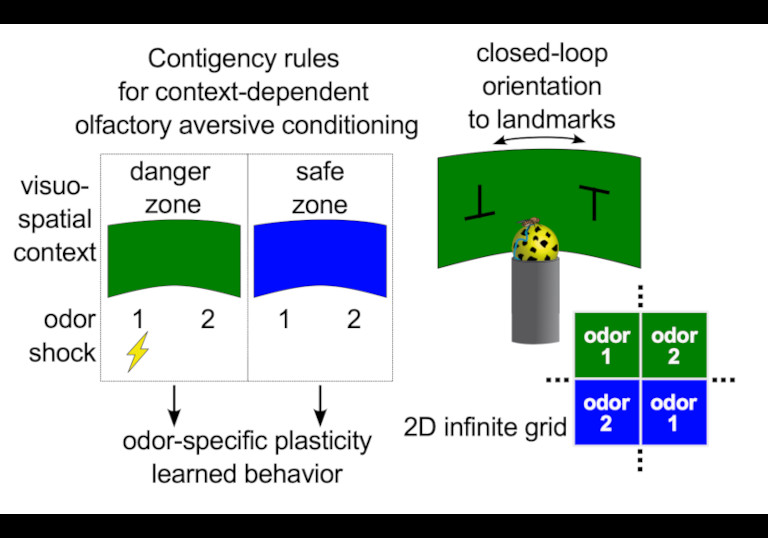 Contigency rules
for context-dependent
olfactory aversive conditioning
visuo-
spatial
context
danger
zone
safe
zone
odor
1 2 1 2
shock
odor-specific plasticity
learned behavior
closed-loop
orientation
to landmarks
odor
1
odor
2
odor
2
odor
1
2D infinite grid